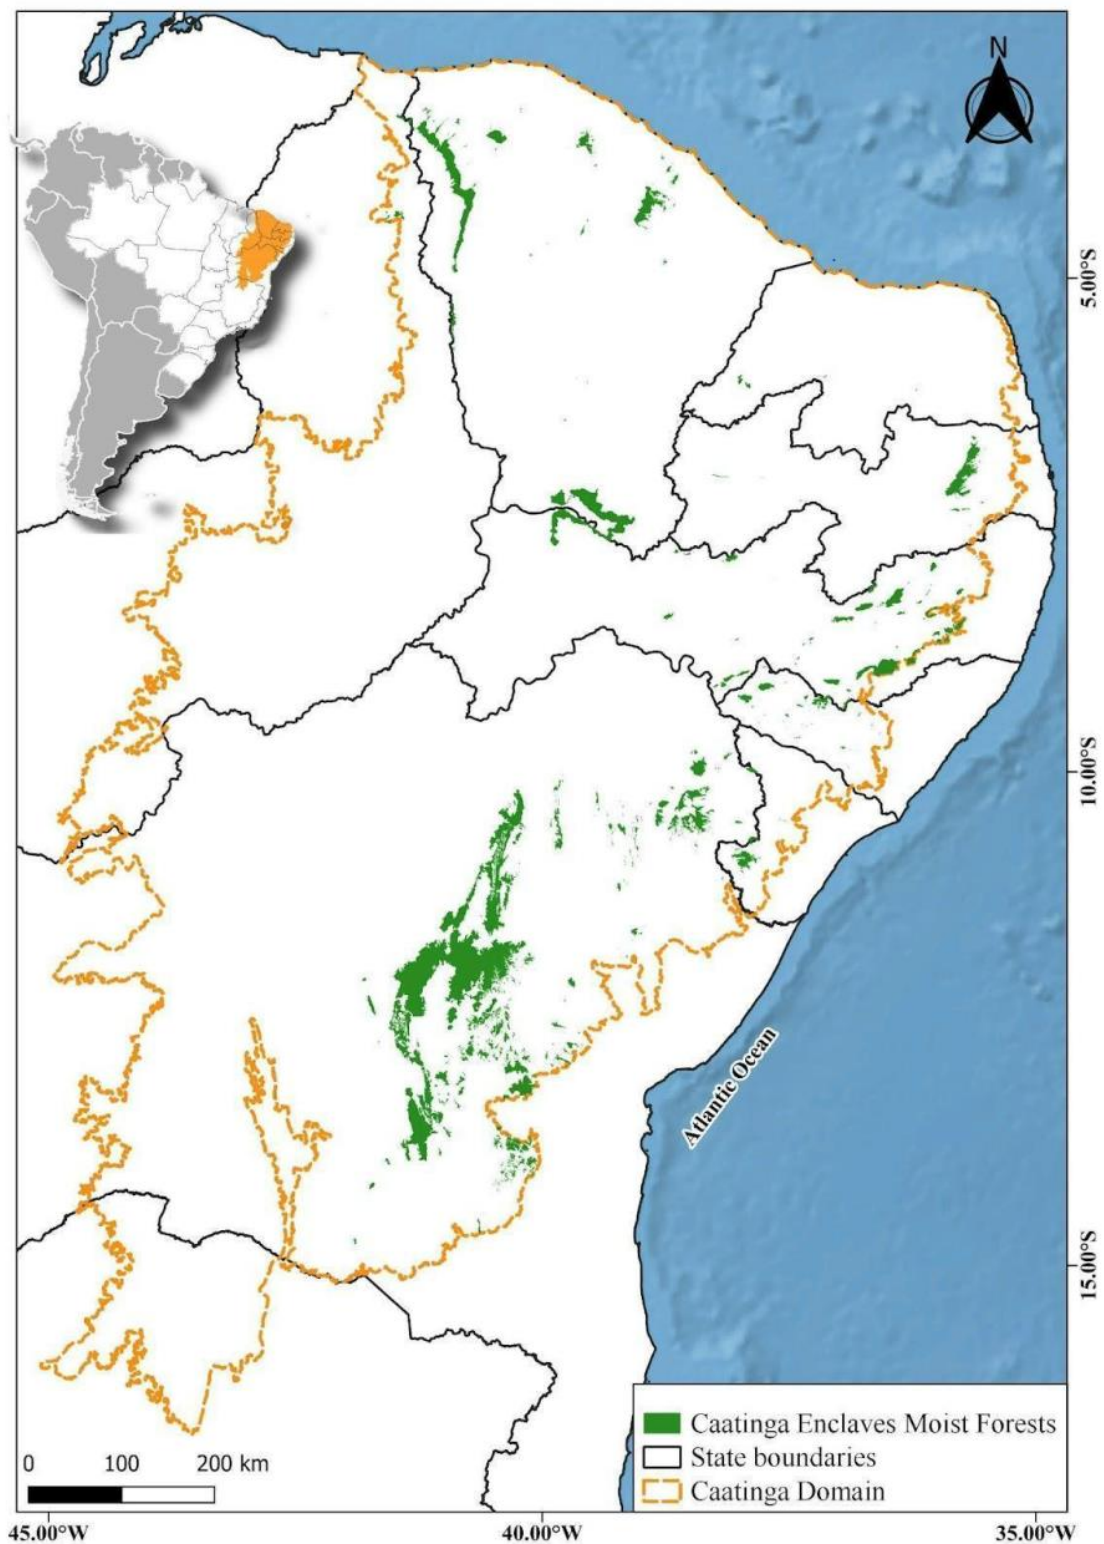 N
5.00°S
10.00°S
Atlantic Ocean
15.00°S
Caatinga Enclaves Moist Forests
State boundaries
Caatinga Domain
0 100 200 km
45.00°W 40.00°W 35.00°W